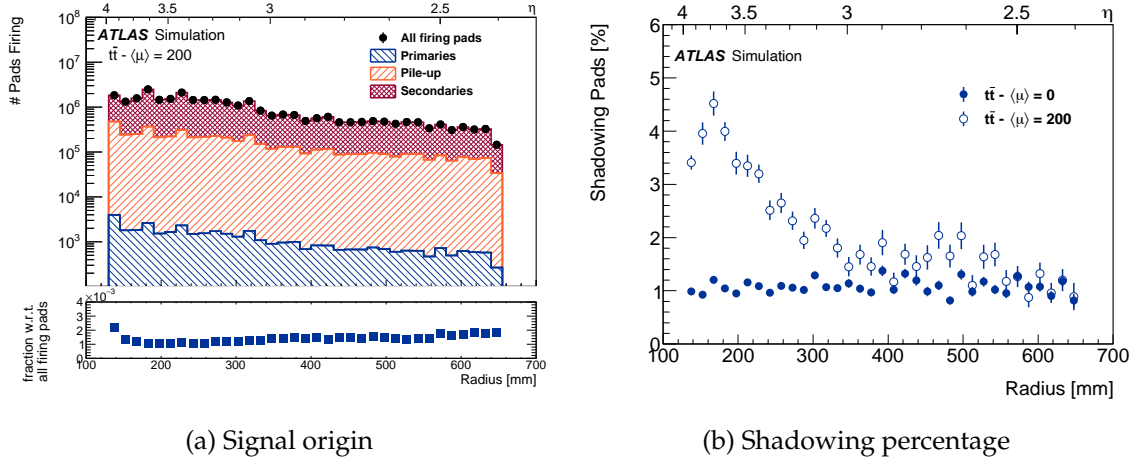 4 3.5 3 2.5 η
ATLAS Simulation
tt̄ - ⟨μ⟩ = 200
All firing pads
Primaries
Pile-up
Secondaries
# Pads Firing
10⁸
10⁷
10⁶
10⁵
10⁴
10³
×10⁻³
fraction w.r.t.
all firing pads
4
3
2
1
0
100 200 300 400 500 600 700
Radius [mm]
(a) Signal origin
4 3.5 3 2.5 η
ATLAS Simulation
tt̄ - ⟨μ⟩ = 0
tt̄ - ⟨μ⟩ = 200
Shadowing Pads [%]
6
5
4
3
2
1
0
100 200 300 400 500 600 700
Radius [mm]
(b) Shadowing percentage